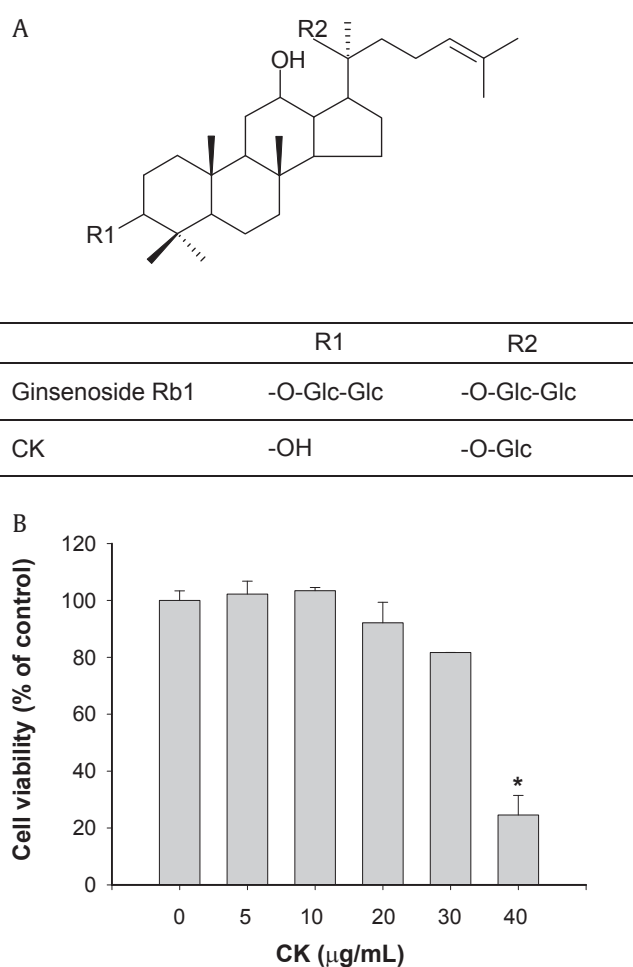 A
R2
OH
R1
R1 R2
Ginsenoside Rb1 -O-Glc-Glc -O-Glc-Glc
CK -OH -O-Glc
B
120
100
80
60
40
20
0
Cell viability (% of control)
*
0 5 10 20 30 40
CK (μg/mL)